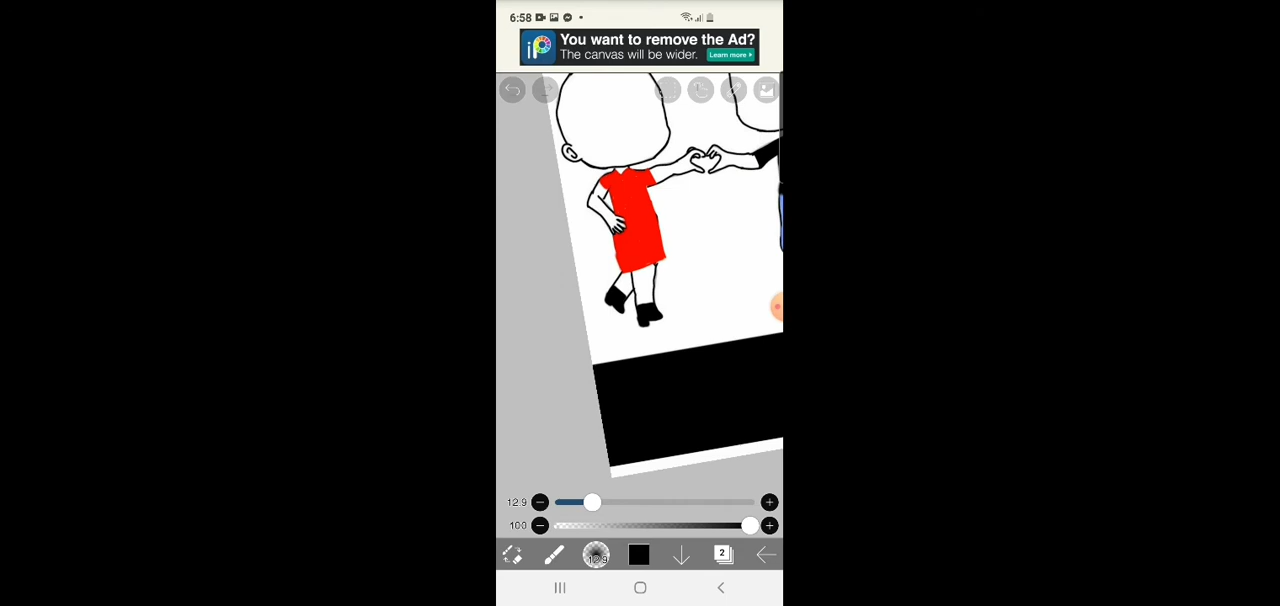 6:58
iP
You want to remove the Ad?
The canvas will be wider.
Learn more
12.9
100
12.9
2